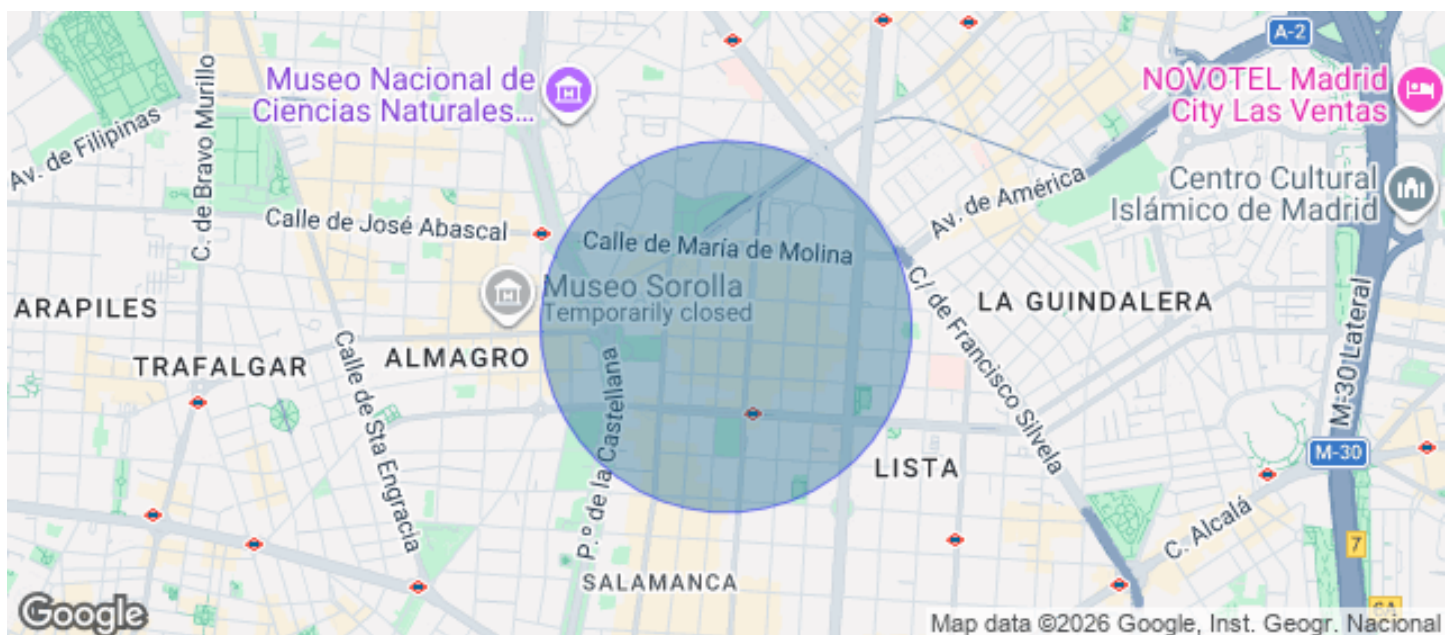 A-2
Museo Nacional de
Ciencias Naturales...
NOVOTEL Madrid
City Las Ventas
Av. de Filipinas
C. de Bravo Murillo
Centro Cultural
Islámico de Madrid
Av. de América
Calle de José Abascal
Calle de María de Molina
Museo Sorolla
Temporarily closed
C/ de Francisco Silvela
LA GUINDALERA
ARAPILES
TRAFALGAR
ALMAGRO
Calle de Sta Engracia
P.º de la Castellana
M-30 Lateral
M-30
LISTA
C. Alcalá
7
SALAMANCA
6A
Google
Map data ©2026 Google, Inst. Geogr. Nacional